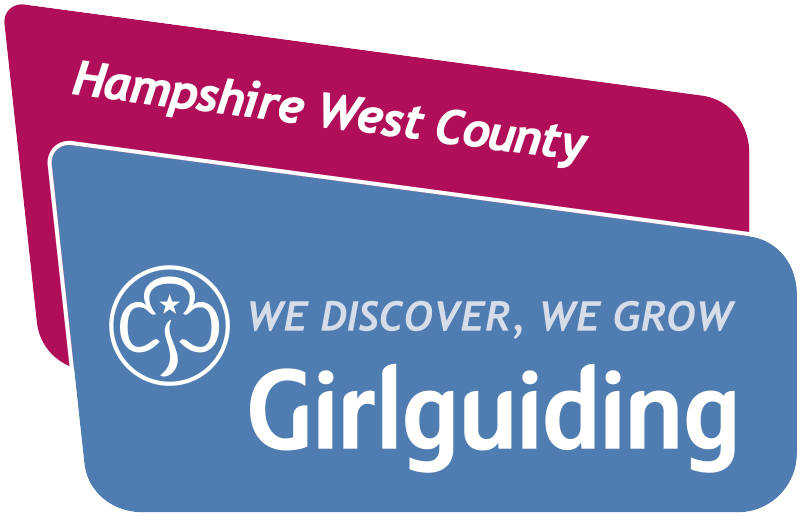 Hampshire West County
WE DISCOVER, WE GROW
Girlguiding